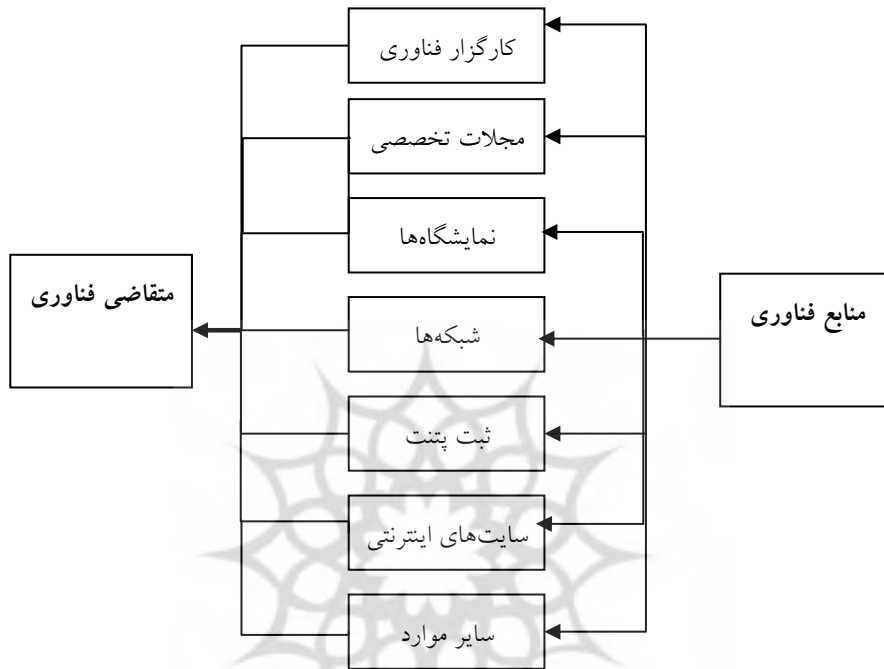 کارگزار فناوری
مجلات تخصصی
نمایشگاه‌ها
منابع فناوری
متقاضی فناوری
شبکه‌ها
ثبت پتنت
سایت‌های اینترنتی
سایر موارد